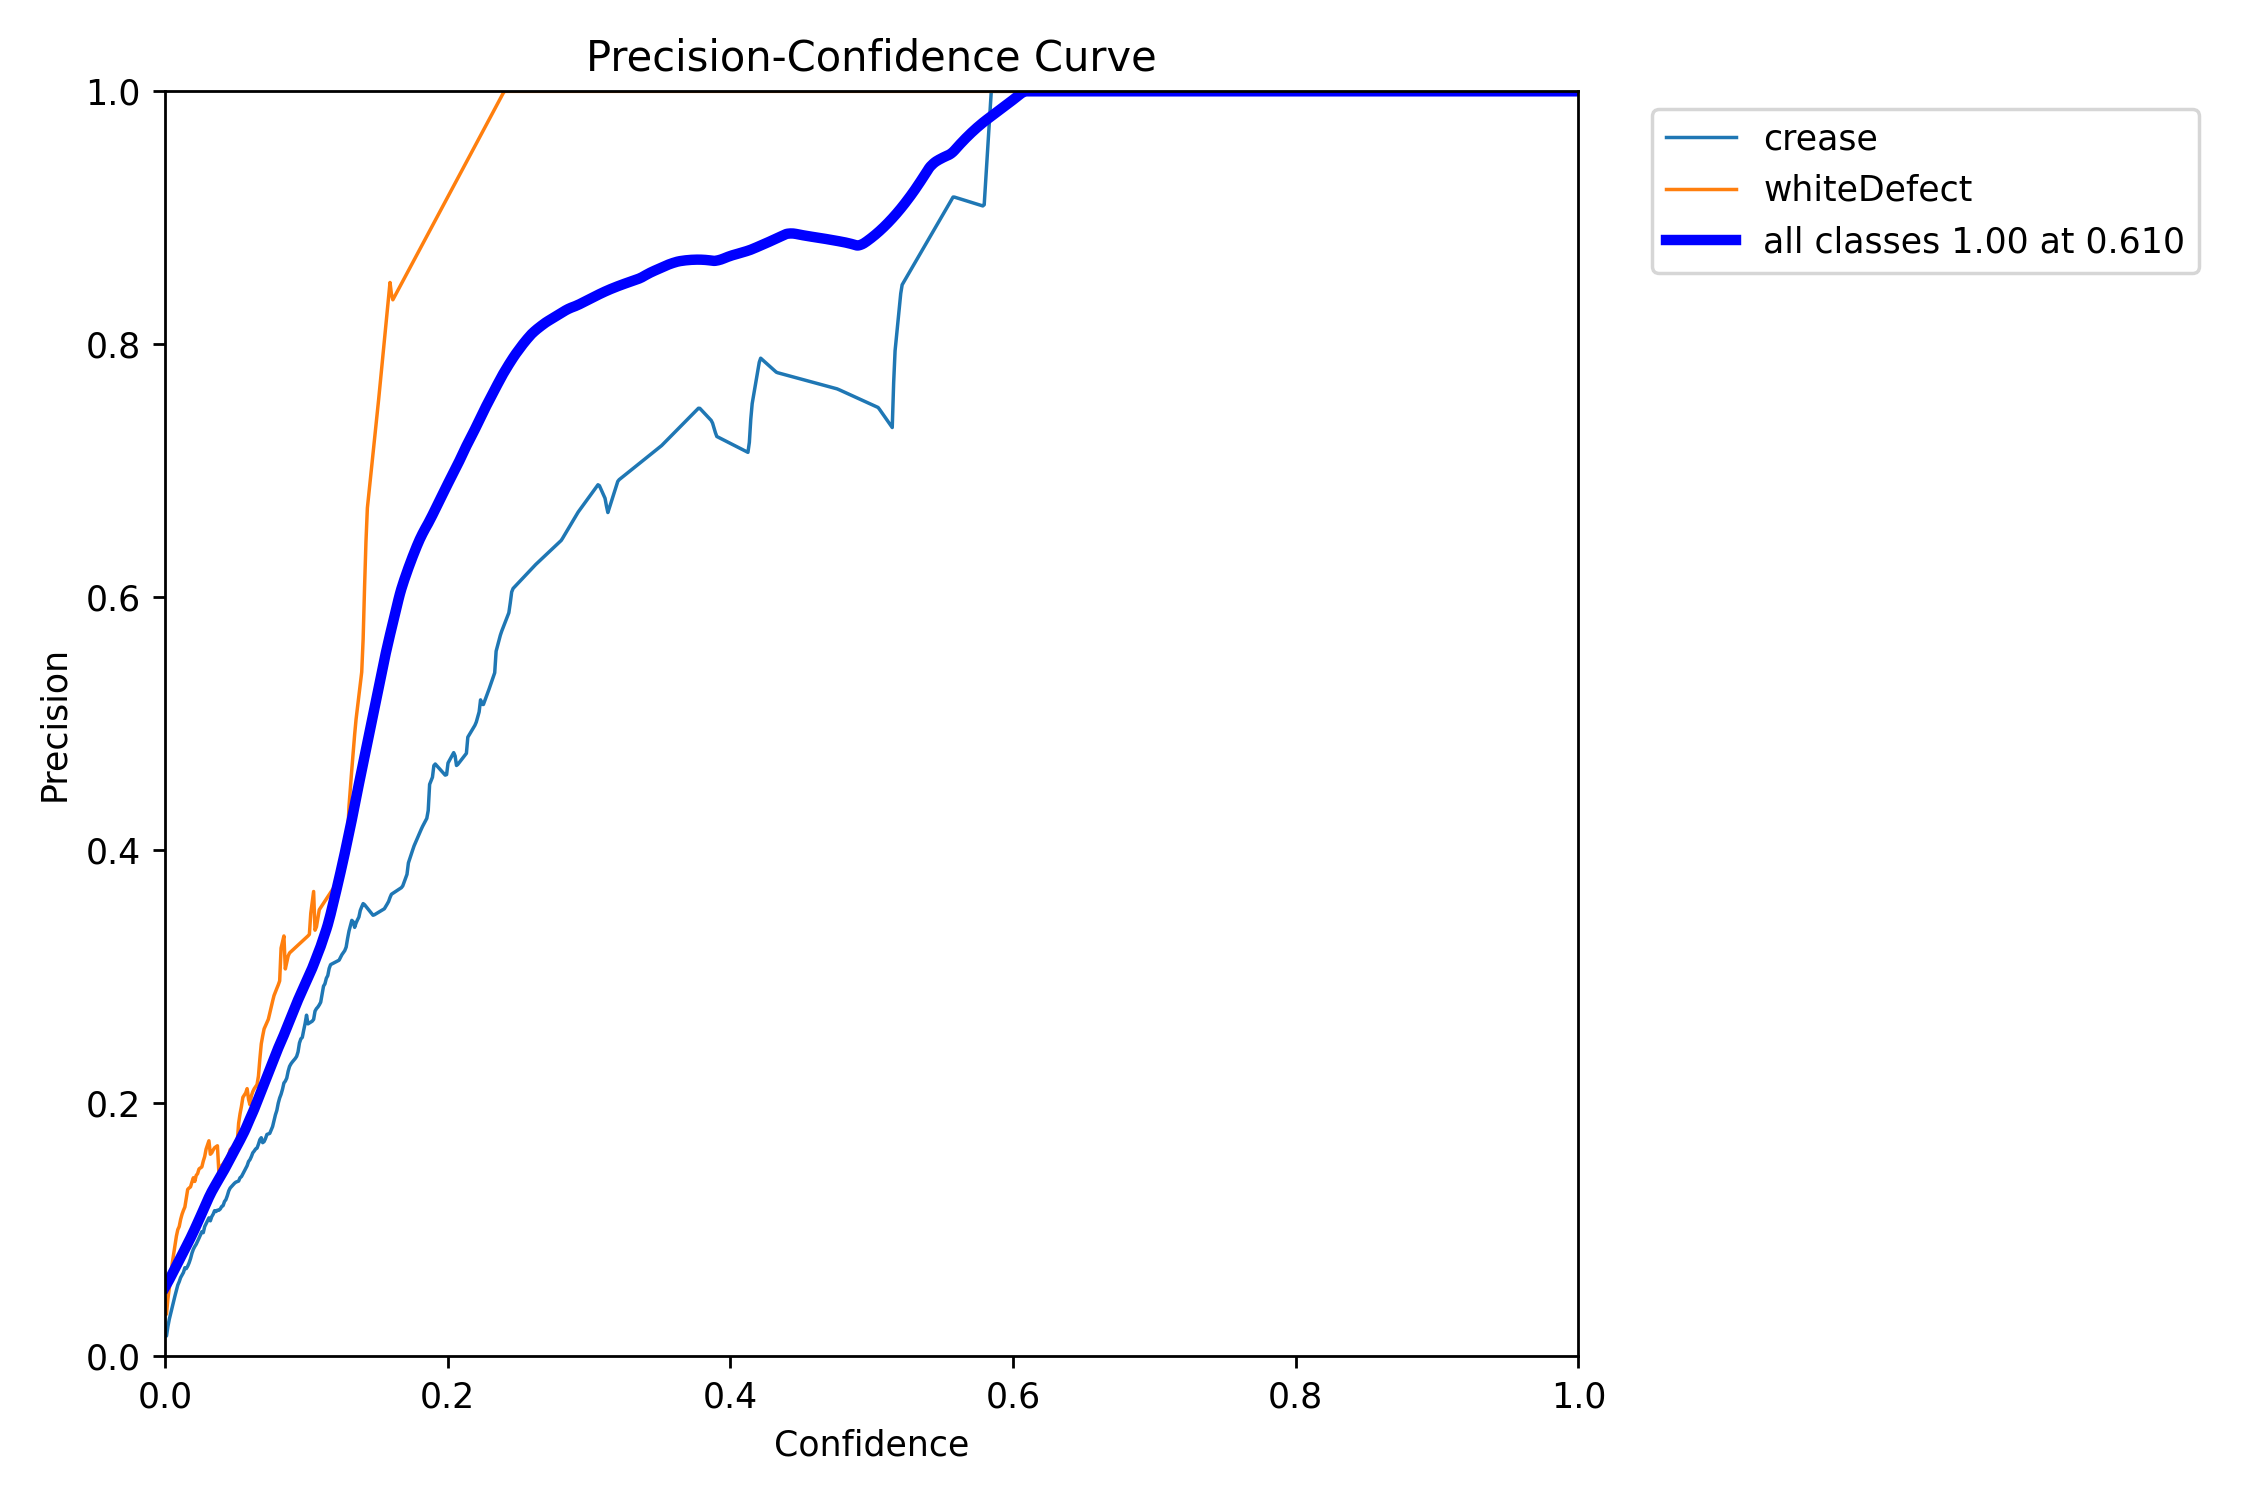 Precision-Confidence Curve
crease
whiteDefect
all classes 1.00 at 0.610
Precision
1.0
0.8
0.6
0.4
0.2
0.0
0.0 0.2 0.4 0.6 0.8 1.0
Confidence